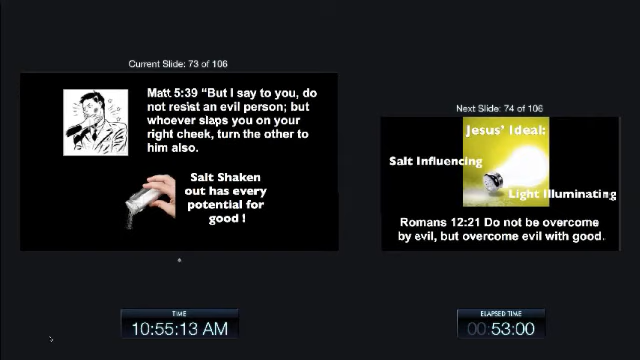 Current Slide: 73 of 106
Matt 5:39 “But I say to you, do
not resist an evil person; but
whoever slaps you on your
right cheek, turn the other to
him also.
Salt Shaken
out has every
potential for
good !
Next Slide: 74 of 106
Jesus’ Ideal:
Salt Influencing
Light Illuminating
Romans 12:21 Do not be overcome
by evil, but overcome evil with good.
TIME
10:55:13 AM
ELAPSED TIME
00:53:00